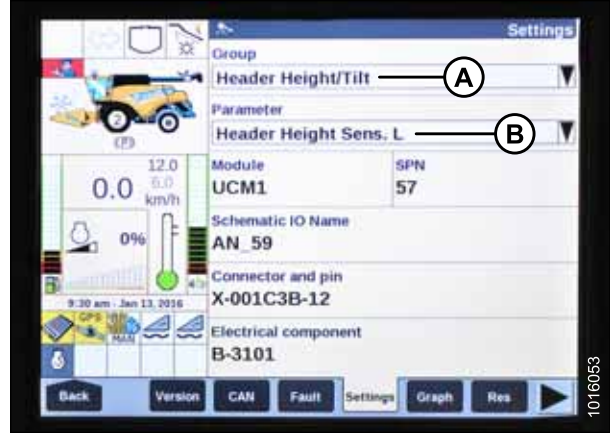 Settings
Group
Header Height/Tilt
A
Parameter
Header Height Sens. L
B
Module
SPN
UCM1
57
Schematic IO Name
AN_59
Connector and pin
X-001C3B-12
Electrical component
B-3101
2
(P)
12.0
6.0
0.0
km/h
0%
9:30 am - Jan 13, 2016
GPS
MAN
Back
Version
CAN
Fault
Settings
Graph
Res
1016053